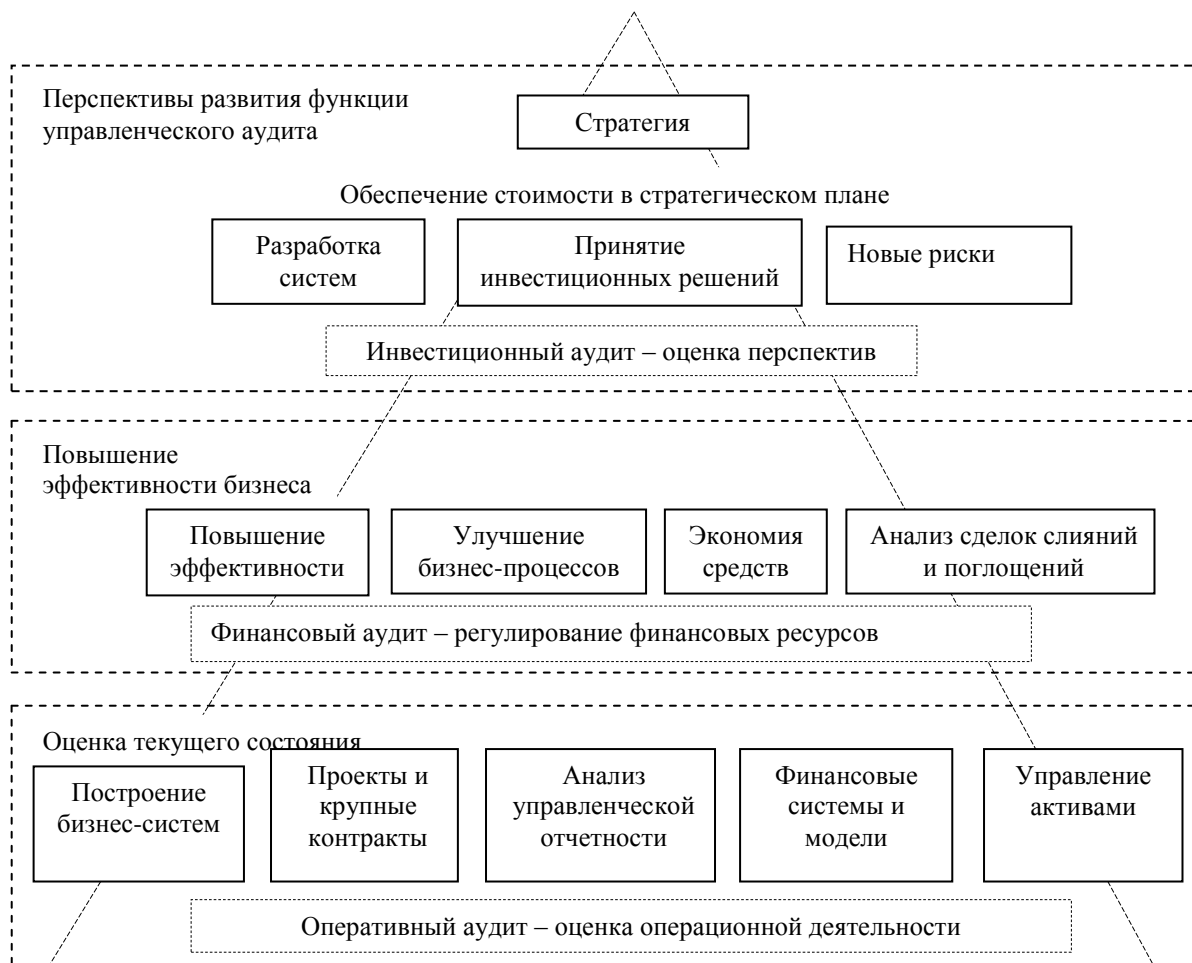 Перспективы развития функции
управленческого аудита
Стратегия
Обеспечение стоимости в стратегическом плане
Разработка
систем
Принятие
инвестиционных решений
Новые риски
Инвестиционный аудит – оценка перспектив
Повышение
эффективности бизнеса
Повышение
эффективности
Улучшение
бизнес-процессов
Экономия
средств
Анализ сделок слияний
и поглощений
Финансовый аудит – регулирование финансовых ресурсов
Оценка текущего состояния
Построение
бизнес-систем
Проекты и
крупные
контракты
Анализ
управленческой
отчетности
Финансовые
системы и
модели
Управление
активами
Оперативный аудит – оценка операционной деятельности